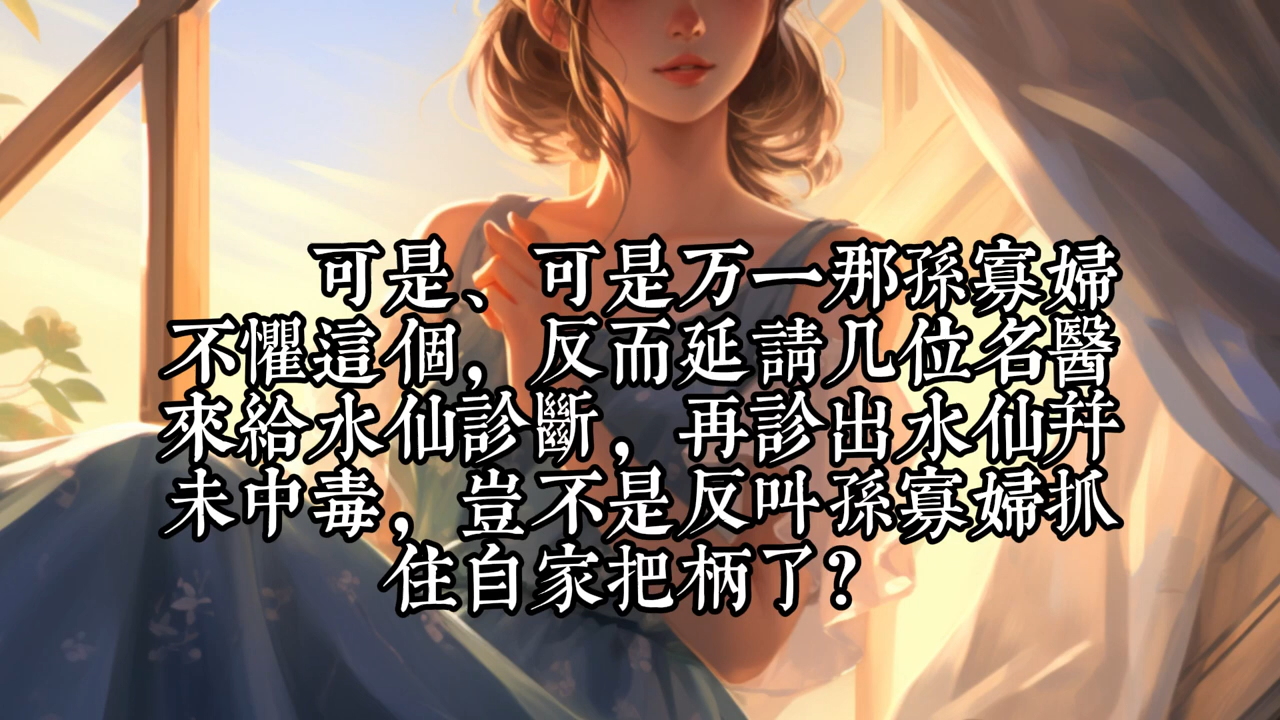 可是、可是万一那孫寡婦
不懼這個，反而延請几位名醫
來給水仙診斷，再診出水仙幷
未中毒，豈不是反叫孫寡婦抓
住自家把柄了？